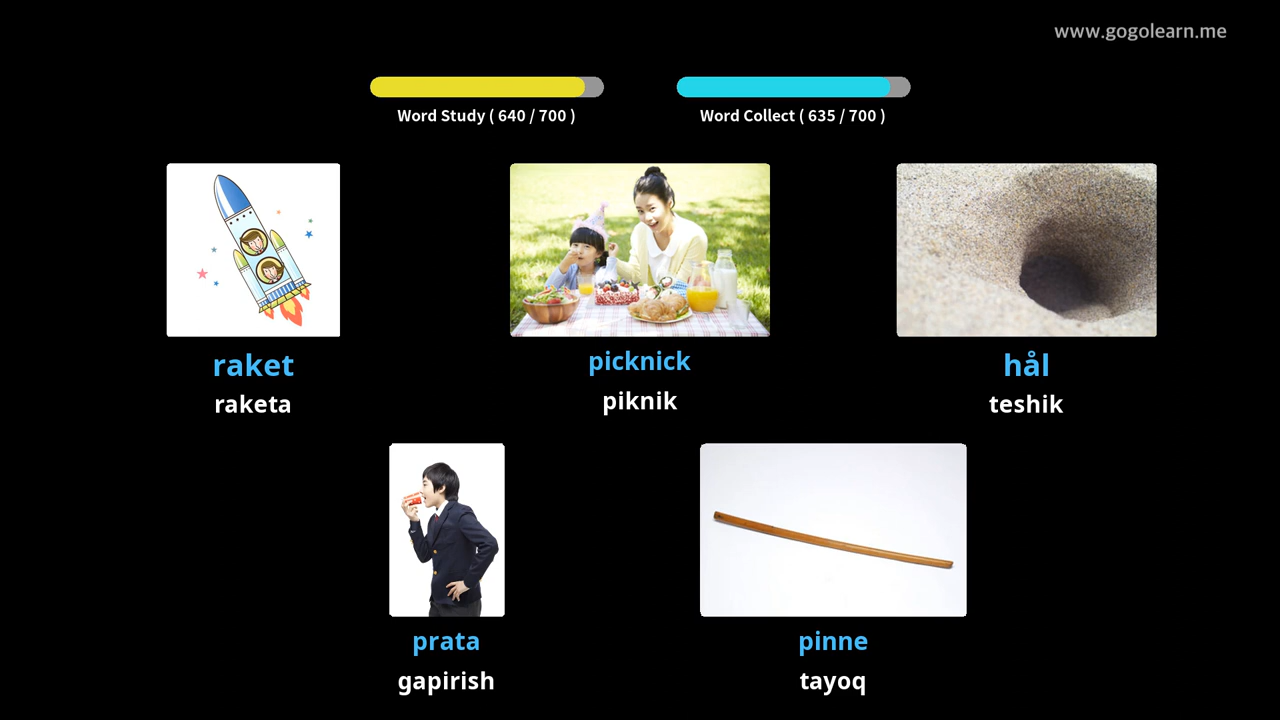 www.gogolearn.me
Word Study ( 640 / 700 )
Word Collect ( 635 / 700 )
raket
raketa
picknick
piknik
hål
teshik
prata
gapirish
pinne
tayoq